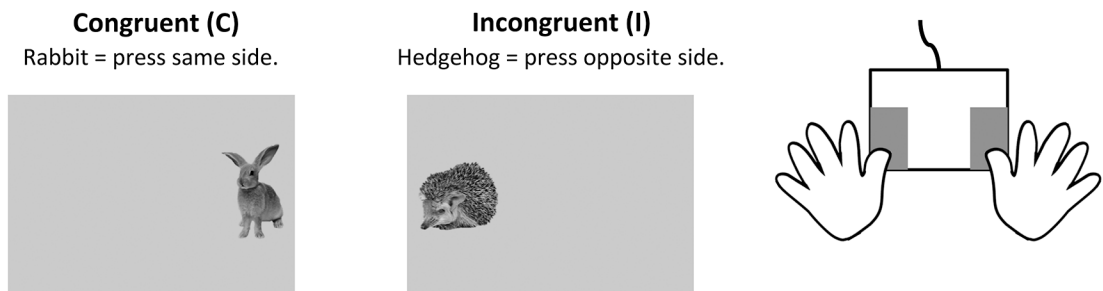 Congruent (C)
Rabbit = press same side.
Incongruent (I)
Hedgehog = press opposite side.